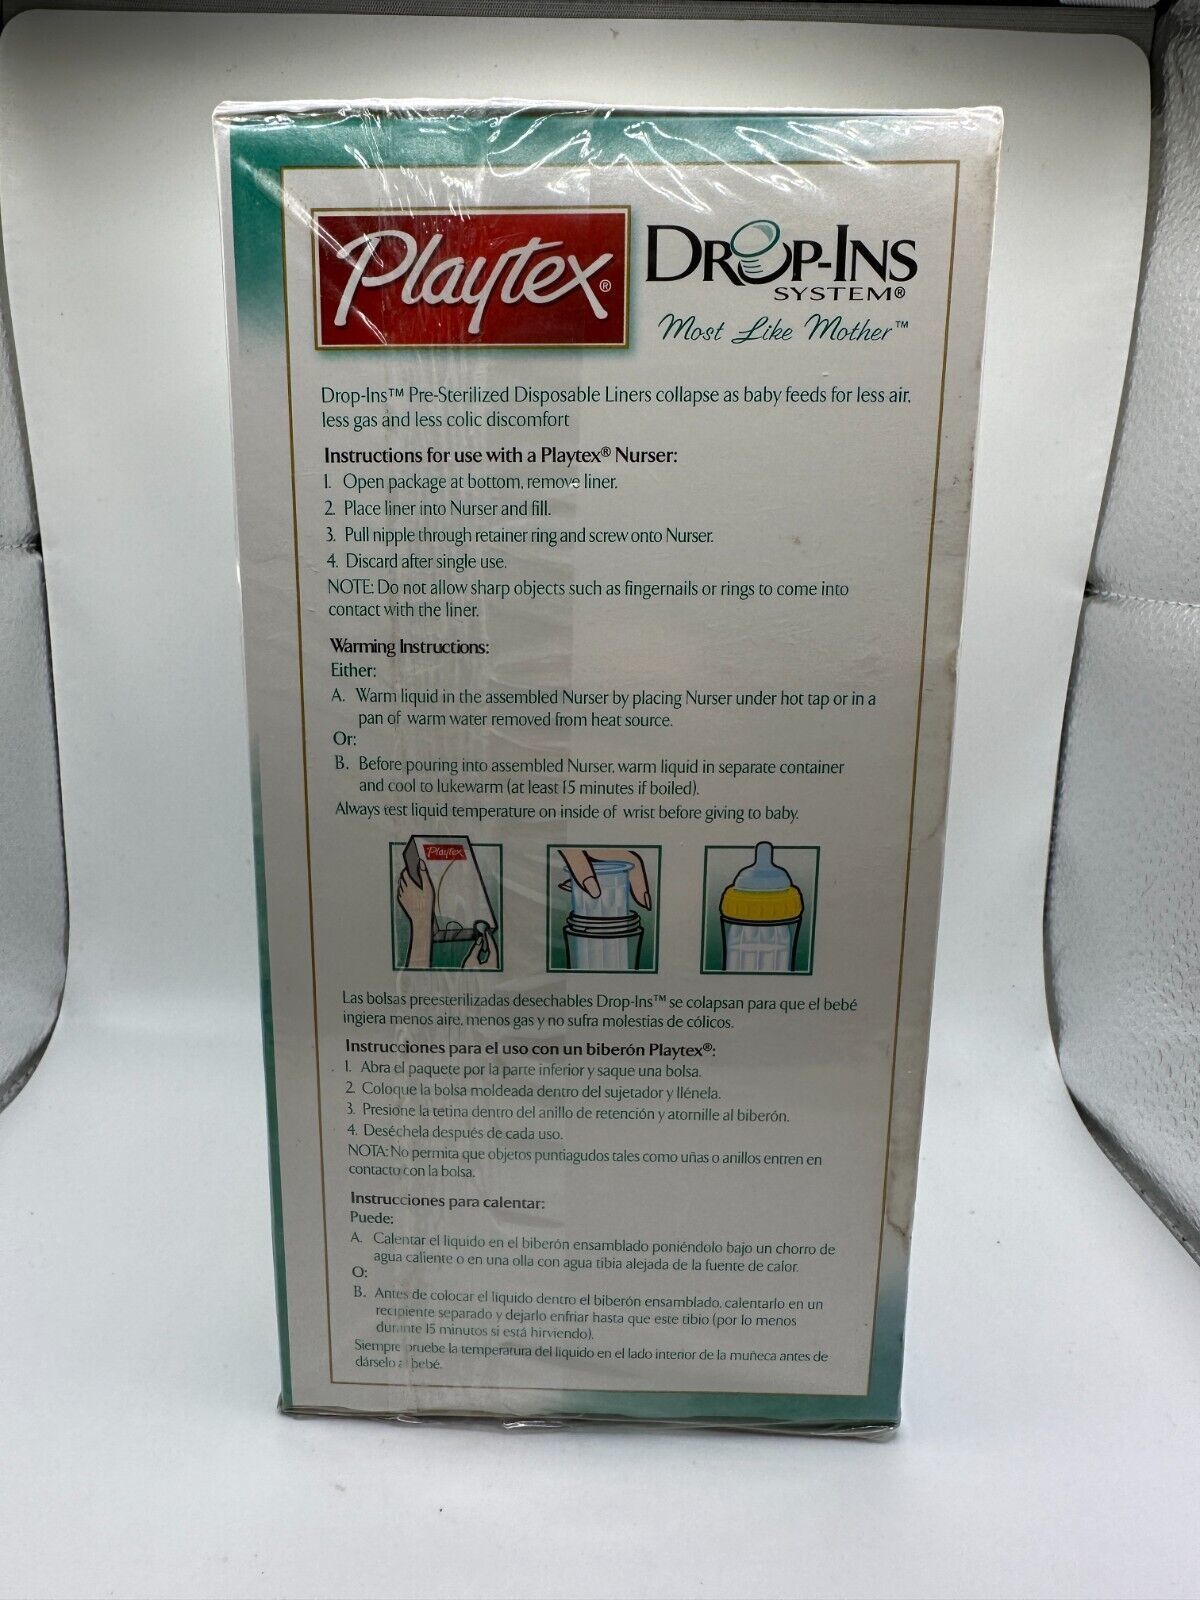 Playtex®
DROP-INS
SYSTEM®
Most Like Mother™
Drop-Ins™ Pre-Sterilized Disposable Liners collapse as baby feeds for less air,
less gas and less colic discomfort
Instructions for use with a Playtex® Nurser:
1. Open package at bottom, remove liner.
2. Place liner into Nurser and fill.
3. Pull nipple through retainer ring and screw onto Nurser.
4. Discard after single use.
NOTE: Do not allow sharp objects such as fingernails or rings to come into
contact with the liner.
Warming Instructions:
Either:
A. Warm liquid in the assembled Nurser by placing Nurser under hot tap or in a
pan of warm water removed from heat source.
Or:
B. Before pouring into assembled Nurser, warm liquid in separate container
and cool to lukewarm (at least 15 minutes if boiled).
Always test liquid temperature on inside of wrist before giving to baby.
Playtex
Las bolsas preesterilizadas desechables Drop-Ins™ se colapsan para que el bebé
ingiera menos aire, menos gas y no sufra molestias de cólicos.
Instrucciones para el uso con un biberón Playtex®:
1. Abra el paquete por la parte inferior y saque una bolsa.
2. Coloque la bolsa moldeada dentro del sujetador y llénela.
3. Presione la tetina dentro del anillo de retención y atornille al biberón.
4. Deséchela después de cada uso.
NOTA: No permita que objetos puntiagudos tales como uñas o anillos entren en
contacto con la bolsa.
Instrucciones para calentar:
Puede:
A. Calentar el líquido en el biberón ensamblado poniéndolo bajo un chorro de
agua caliente o en una olla con agua tibia alejada de la fuente de calor.
O:
B. Antes de colocar el líquido dentro el biberón ensamblado, calentarlo en un
recipiente separado y dejarlo enfriar hasta que este tibio (por lo menos
durante 15 minutos si está hirviendo).
Siempre pruebe la temperatura del líquido en el lado interior de la muñeca antes de
dárselo al bebé.